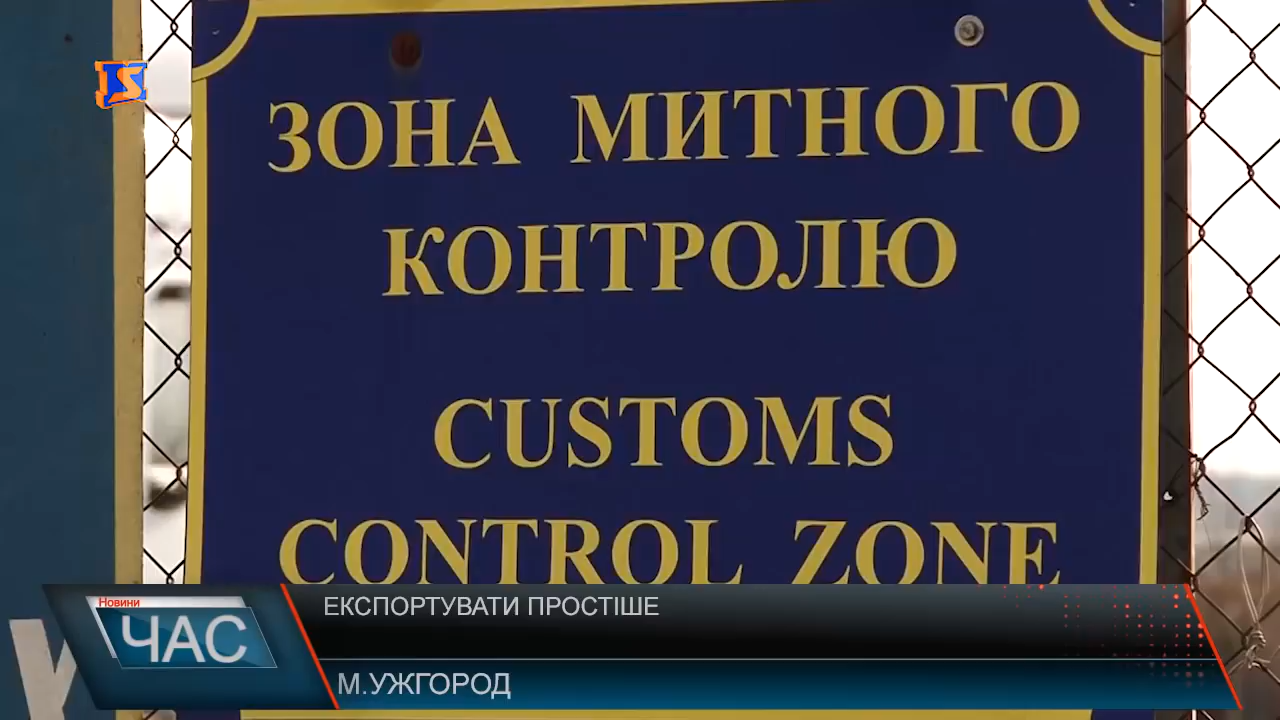 ЗОНА МИТНОГО
КОНТРОЛЮ
CUSTOMS
CONTROL ZONE
Новини
ЧАС
ЕКСПОРТУВАТИ ПРОСТІШЕ
М.УЖГОРОД